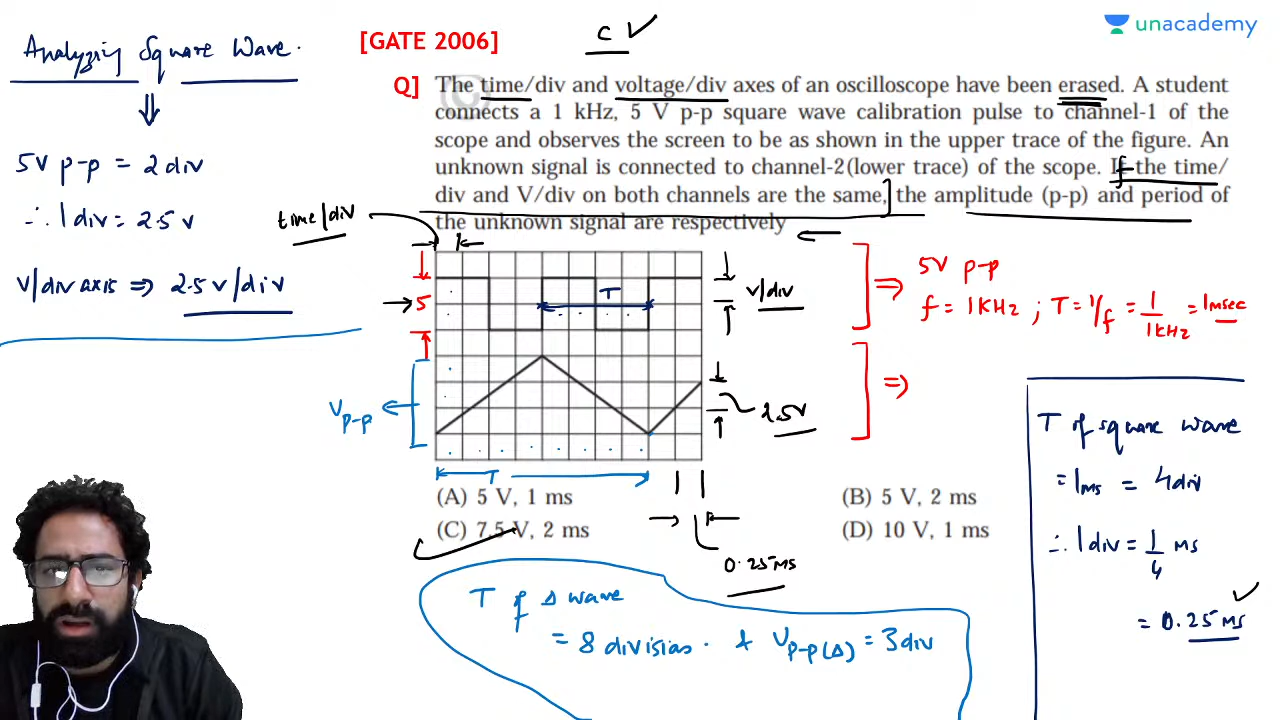 Analyzing Square Wave.
5V p-p = 2 div
∴ 1 div = 2.5 v
v/div axis ⇒ 2.5 v/div
[GATE 2006]
C ✓
unacademy
Q] The time/div and voltage/div axes of an oscilloscope have been erased. A student
connects a 1 kHz, 5 V p-p square wave calibration pulse to channel-1 of the
scope and observes the screen to be as shown in the upper trace of the figure. An
unknown signal is connected to channel-2(lower trace) of the scope. If the time/
div and V/div on both channels are the same, the amplitude (p-p) and period of
the unknown signal are respectively
time/div
5
T
v/div
⇒ 5V p-p
f = 1KHz ; T = 1/f = 1/1KHz = 1msec
⇒
Vp-p
2.5V
T
(A) 5 V, 1 ms
(B) 5 V, 2 ms
(C) 7.5 V, 2 ms
(D) 10 V, 1 ms
0.25ms
T of Δ wave
= 8 divisions. & Vp-p(Δ) = 3div
T of square wave
= 1ms = 4div
∴ 1div = 1/4 ms
= 0.25 ms ✓